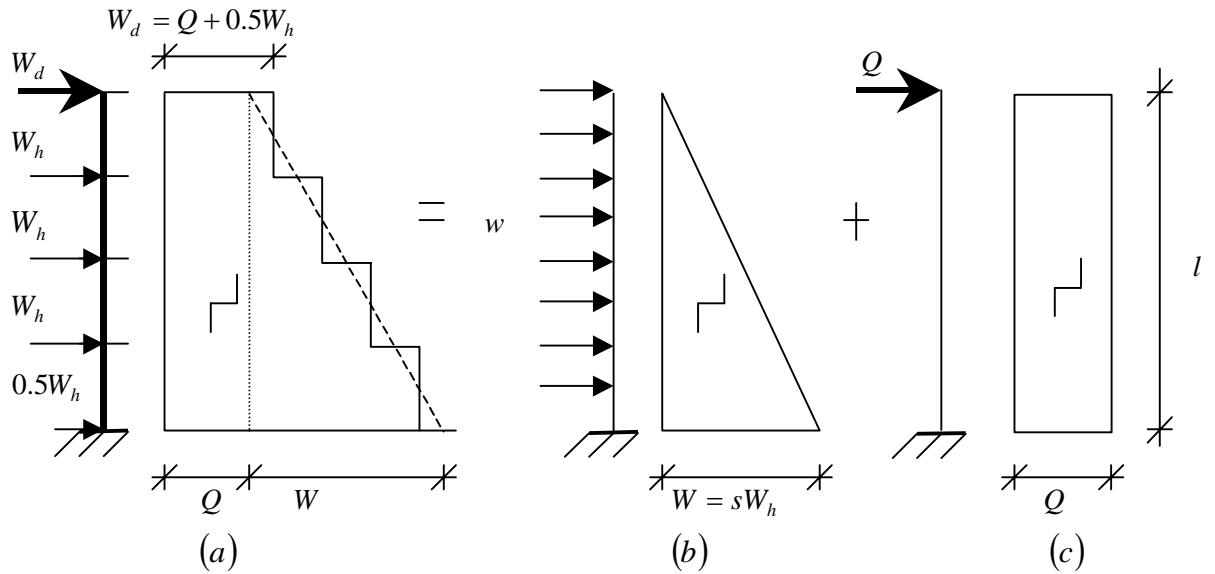 W_d = Q + 0.5W_h
W_d
Q
W_h
W_h
=
w
+
l
W_h
0.5W_h
Q
W
W = sW_h
Q
(a)
(b)
(c)